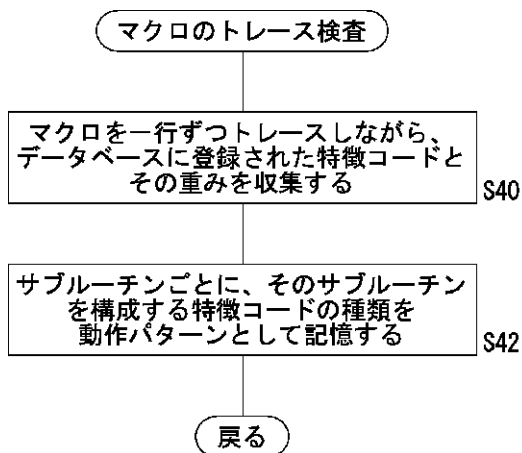 マクロのトレース検査
マクロを一行ずつトレースしながら、
データベースに登録された特徴コードと
その重みを収集する
S40
サブルーチンごとに、そのサブルーチン
を構成する特徴コードの種類を
動作パターンとして記憶する
S42
戻る